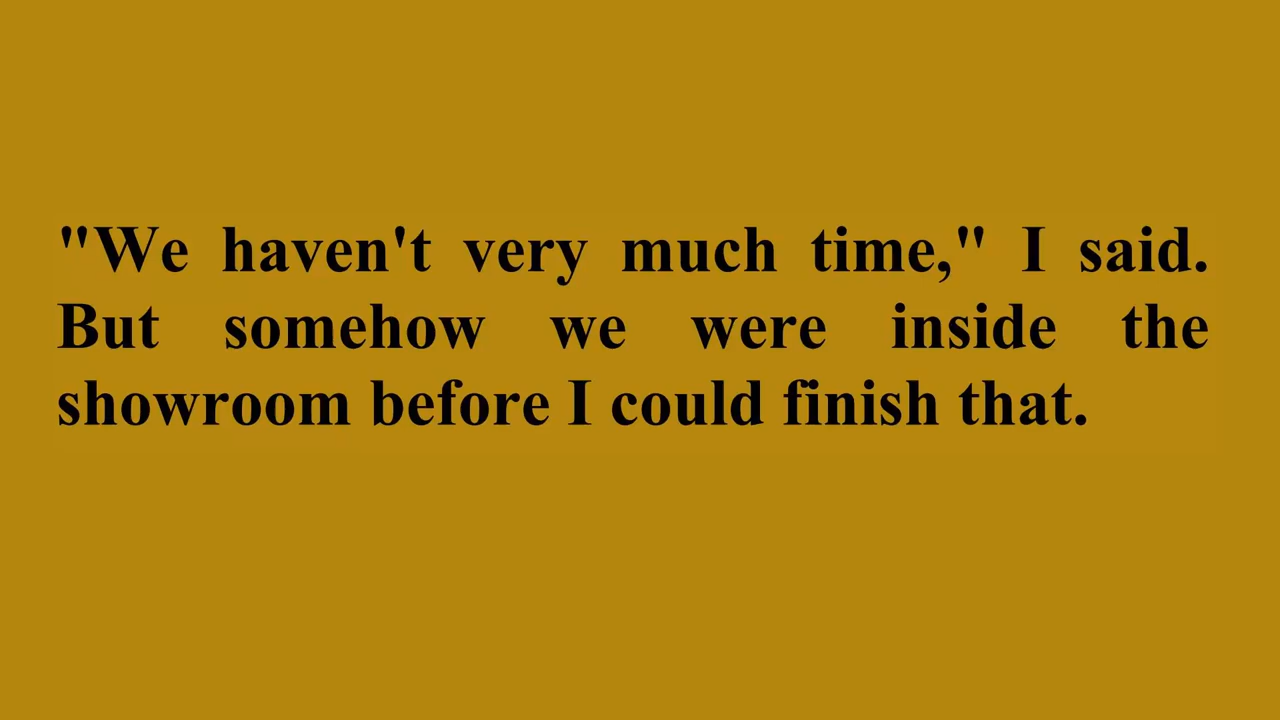 "We haven't very much time," I said.
But somehow we were inside the
showroom before I could finish that.